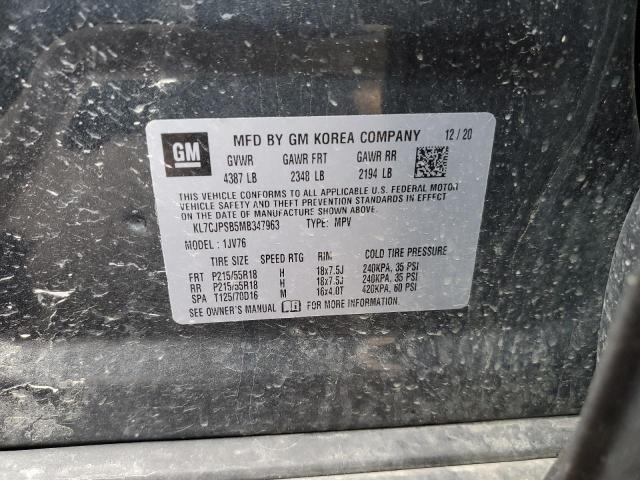 GM MFD BY GM KOREA COMPANY 12/20
GVWR GAWR FRT GAWR RR
4387 LB 2348 LB 2194 LB
THIS VEHICLE CONFORMS TO ALL APPLICABLE U.S. FEDERAL MOTOR
VEHICLE SAFETY AND THEFT PREVENTION STANDARDS IN EFFECT
ON THE DATE OF MANUFACTURE SHOWN ABOVE.
KL7CJPSB5MB347963 TYPE: MPV
MODEL: 1JV76
TIRE SIZE SPEED RTG RIM COLD TIRE PRESSURE
FRT P215/55R18 H 18x7.5J 240KPA, 35 PSI
RR P215/55R18 H 18x7.5J 240KPA, 35 PSI
SPA T125/70D16 M 16x4.0T 420KPA, 60 PSI
SEE OWNER'S MANUAL FOR MORE INFORMATION